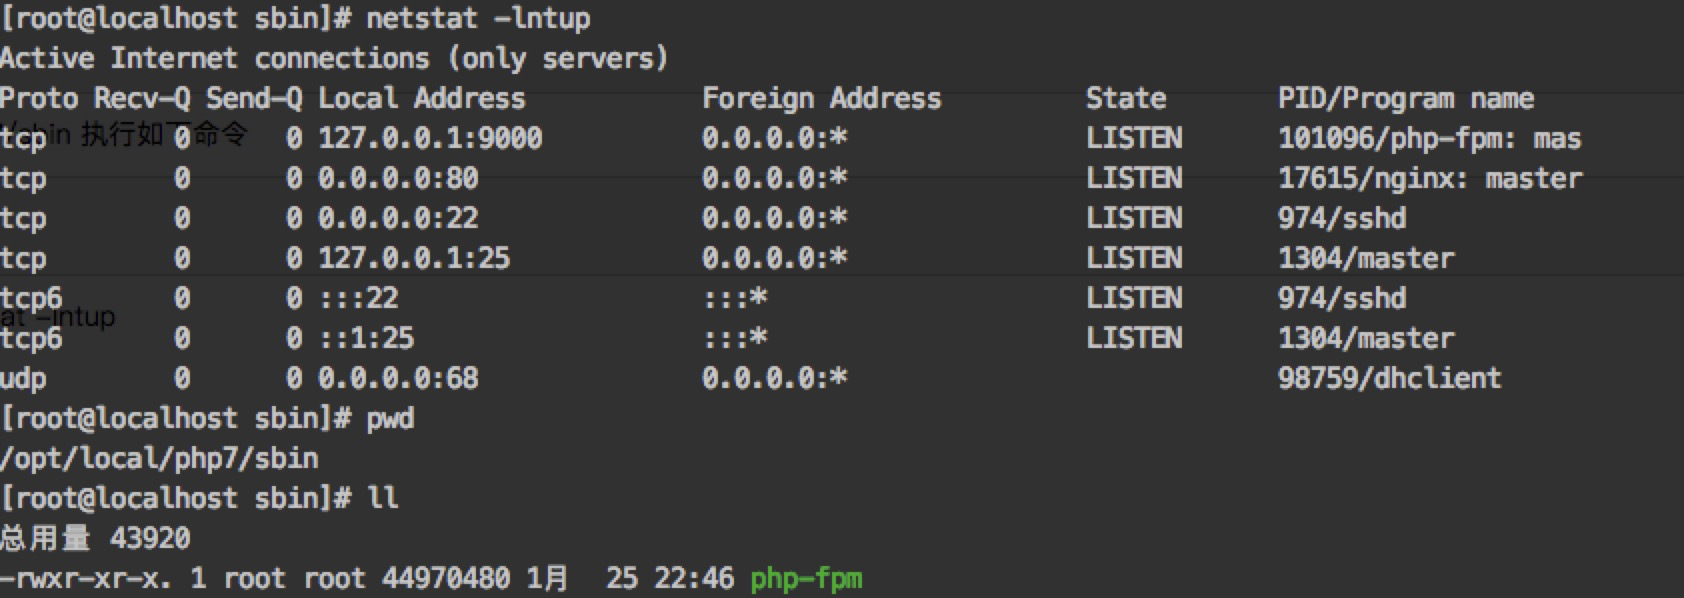 [root@localhost sbin]# netstat -lntup
Active Internet connections (only servers)
Proto Recv-Q Send-Q Local Address           Foreign Address         State       PID/Program name
tcp        0      0 127.0.0.1:9000          0.0.0.0:*               LISTEN      101096/php-fpm: mas
sbin 执行如下命令
tcp        0      0 0.0.0.0:80              0.0.0.0:*               LISTEN      17615/nginx: master
tcp        0      0 0.0.0.0:22              0.0.0.0:*               LISTEN      974/sshd
tcp        0      0 127.0.0.1:25            0.0.0.0:*               LISTEN      1304/master
tcp6       0      0 :::22                   :::*                    LISTEN      974/sshd
at -lntup
tcp6       0      0 ::1:25                  :::*                    LISTEN      1304/master
udp        0      0 0.0.0.0:68              0.0.0.0:*                           98759/dhclient
[root@localhost sbin]# pwd
/opt/local/php7/sbin
[root@localhost sbin]# ll
总用量 43920
-rwxr-xr-x. 1 root root 44970480 1月  25 22:46 php-fpm